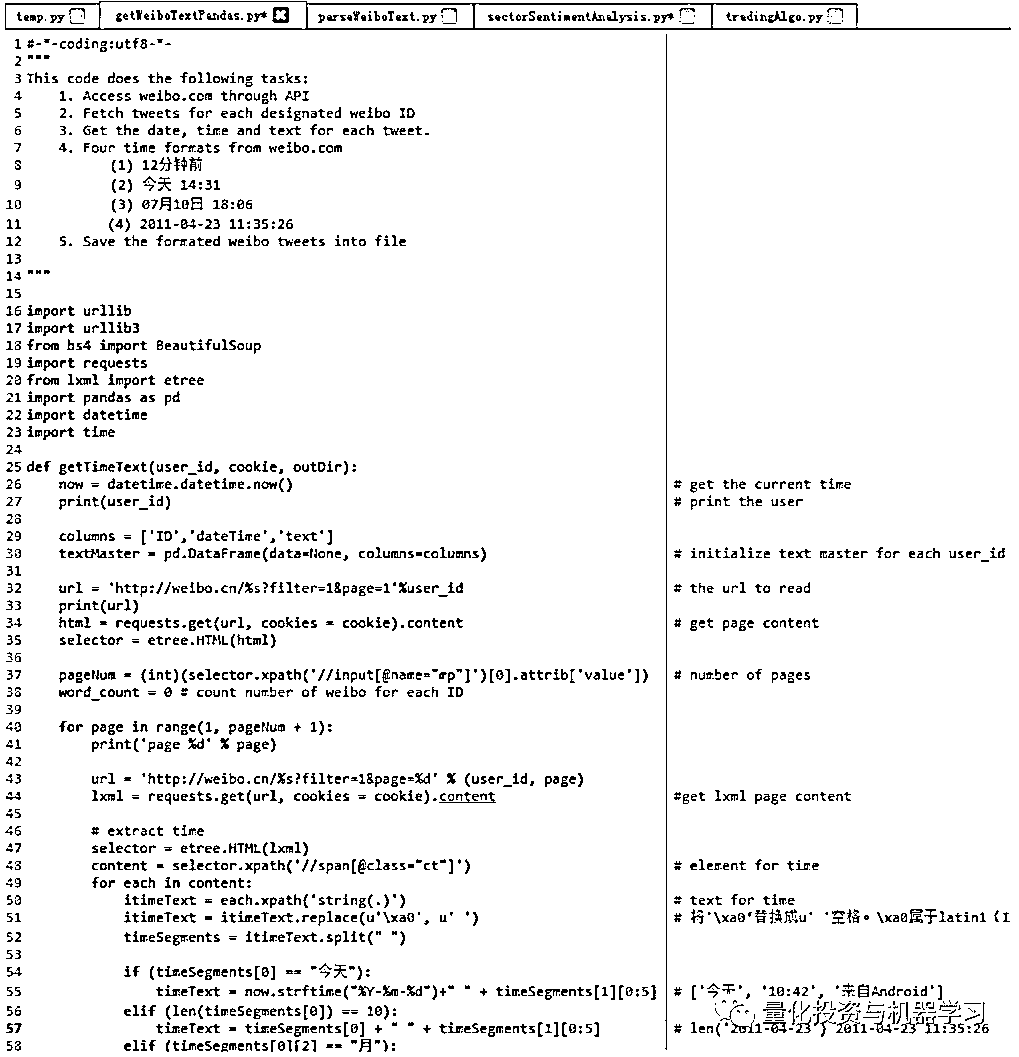 temp.py getWeiboTextPandas.py* parseWeiboText.py sectorSentimentAnalysis.py* tradingAlgo.py
1 #-*-coding:utf8-*-
2 """
3 This code does the following tasks:
4 1. Access weibo.com through API
5 2. Fetch tweets for each designated weibo ID
6 3. Get the date, time and text for each tweet.
7 4. Four time formats from weibo.com
8 (1) 12分钟前
9 (2) 今天 14:31
10 (3) 07月10日 18:06
11 (4) 2011-04-23 11:35:26
12 5. Save the formated weibo tweets into file
13
14 """
15
16 import urllib
17 import urllib3
18 from bs4 import BeautifulSoup
19 import requests
20 from lxml import etree
21 import pandas as pd
22 import datetime
23 import time
24
25 def getTimeText(user_id, cookie, outDir):
26 now = datetime.datetime.now() # get the current time
27 print(user_id) # print the user
28
29 columns = ['ID','dateTime','text']
30 textMaster = pd.DataFrame(data=None, columns=columns) # initialize text master for each user_id
31
32 url = 'http://weibo.cn/%s?filter=1&page=1'%user_id # the url to read
33 print(url)
34 html = requests.get(url, cookies = cookie).content # get page content
35 selector = etree.HTML(html)
36
37 pageNum = (int)(selector.xpath('//input[@name="mp"]')[0].attrib['value']) # number of pages
38 word_count = 0 # count number of weibo for each ID
39
40 for page in range(1, pageNum + 1):
41 print('page %d' % page)
42
43 url = 'http://weibo.cn/%s?filter=1&page=%d' % (user_id, page)
44 lxml = requests.get(url, cookies = cookie).content #get lxml page content
45
46 # extract time
47 selector = etree.HTML(lxml)
48 content = selector.xpath('//span[@class="ct"]') # element for time
49 for each in content:
50 itimeText = each.xpath('string(.)') # text for time
51 itimeText = itimeText.replace(u'\xa0', u' ') # 将'\xa0'替换成u' '空格。\xa0属于latin1 (I
52 timeSegments = itimeText.split(" ")
53
54 if (timeSegments[0] == "今天"):
55 timeText = now.strftime("%Y-%m-%d")+" " + timeSegments[1][0:5] # ['今天', '10:42', '来自Android']
56 elif (len(timeSegments[0]) == 10):
57 timeText = timeSegments[0] + " " + timeSegments[1][0:5] # len('2011-04-23') 2011-04-23 11:35:26
58 elif (timeSegments[0][2] == "月"):
量化投资与机器学习